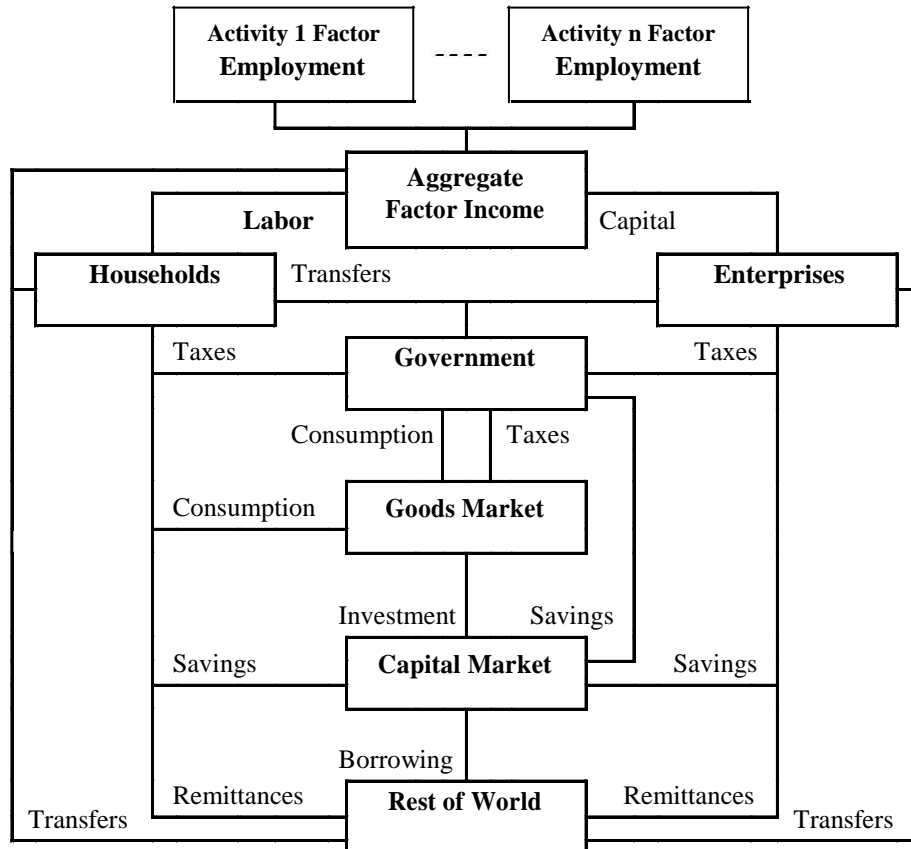 Activity 1 Factor
Employment
Activity n Factor
Employment
Aggregate
Factor Income
Labor
Capital
Households
Transfers
Enterprises
Taxes
Government
Taxes
Consumption
Taxes
Consumption
Goods Market
Investment
Savings
Savings
Capital Market
Savings
Borrowing
Remittances
Rest of World
Remittances
Transfers
Transfers